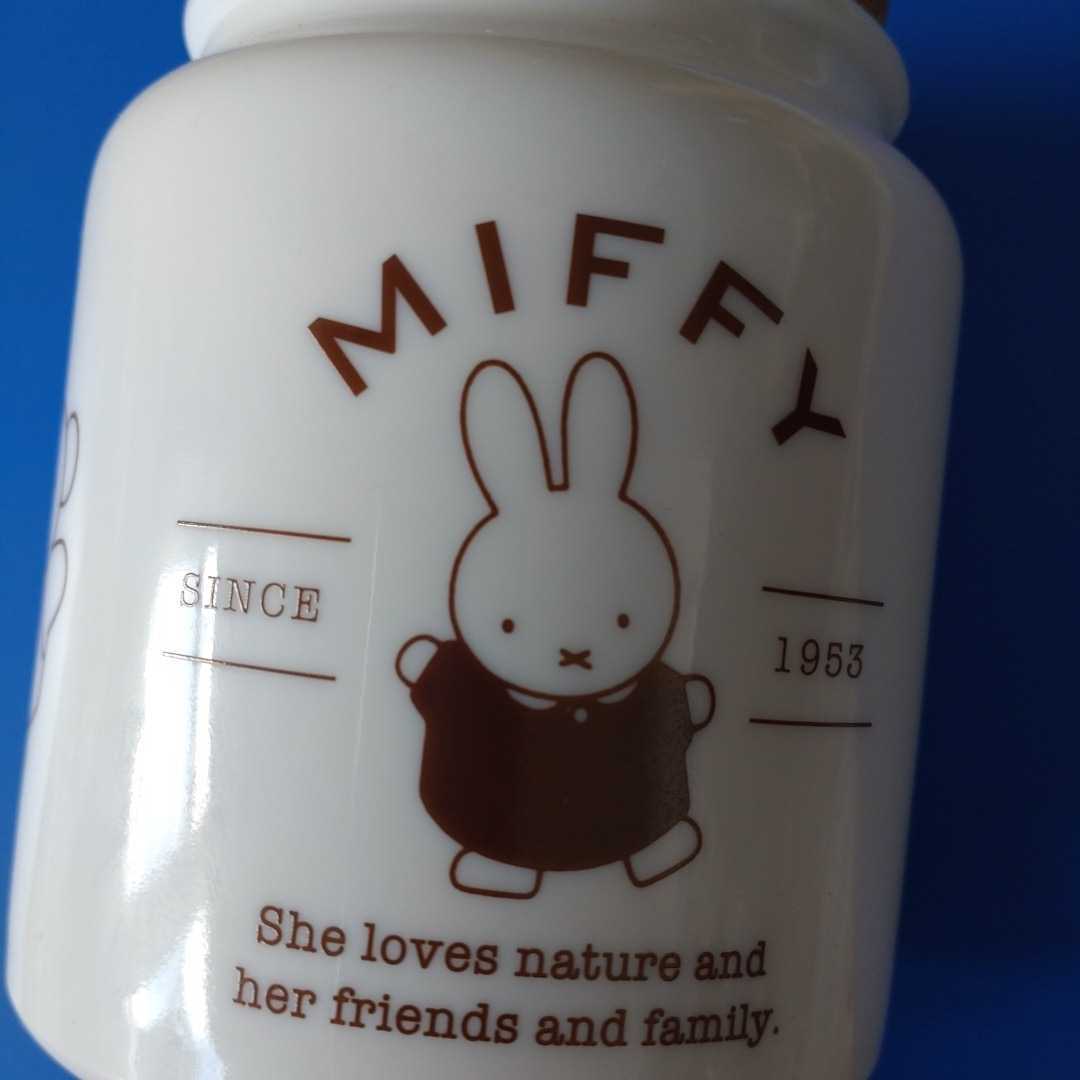 MIFFY
SINCE
1953
She loves nature and
her friends and family.